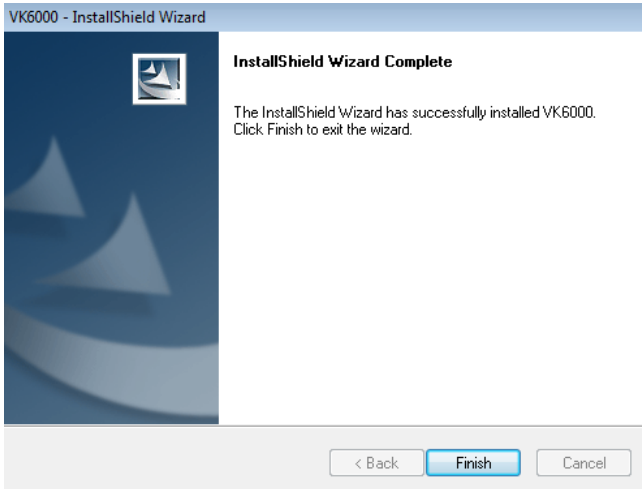 VK6000 - InstallShield Wizard
InstallShield Wizard Complete
The InstallShield Wizard has successfully installed VK6000.
Click Finish to exit the wizard.
< Back
Finish
Cancel